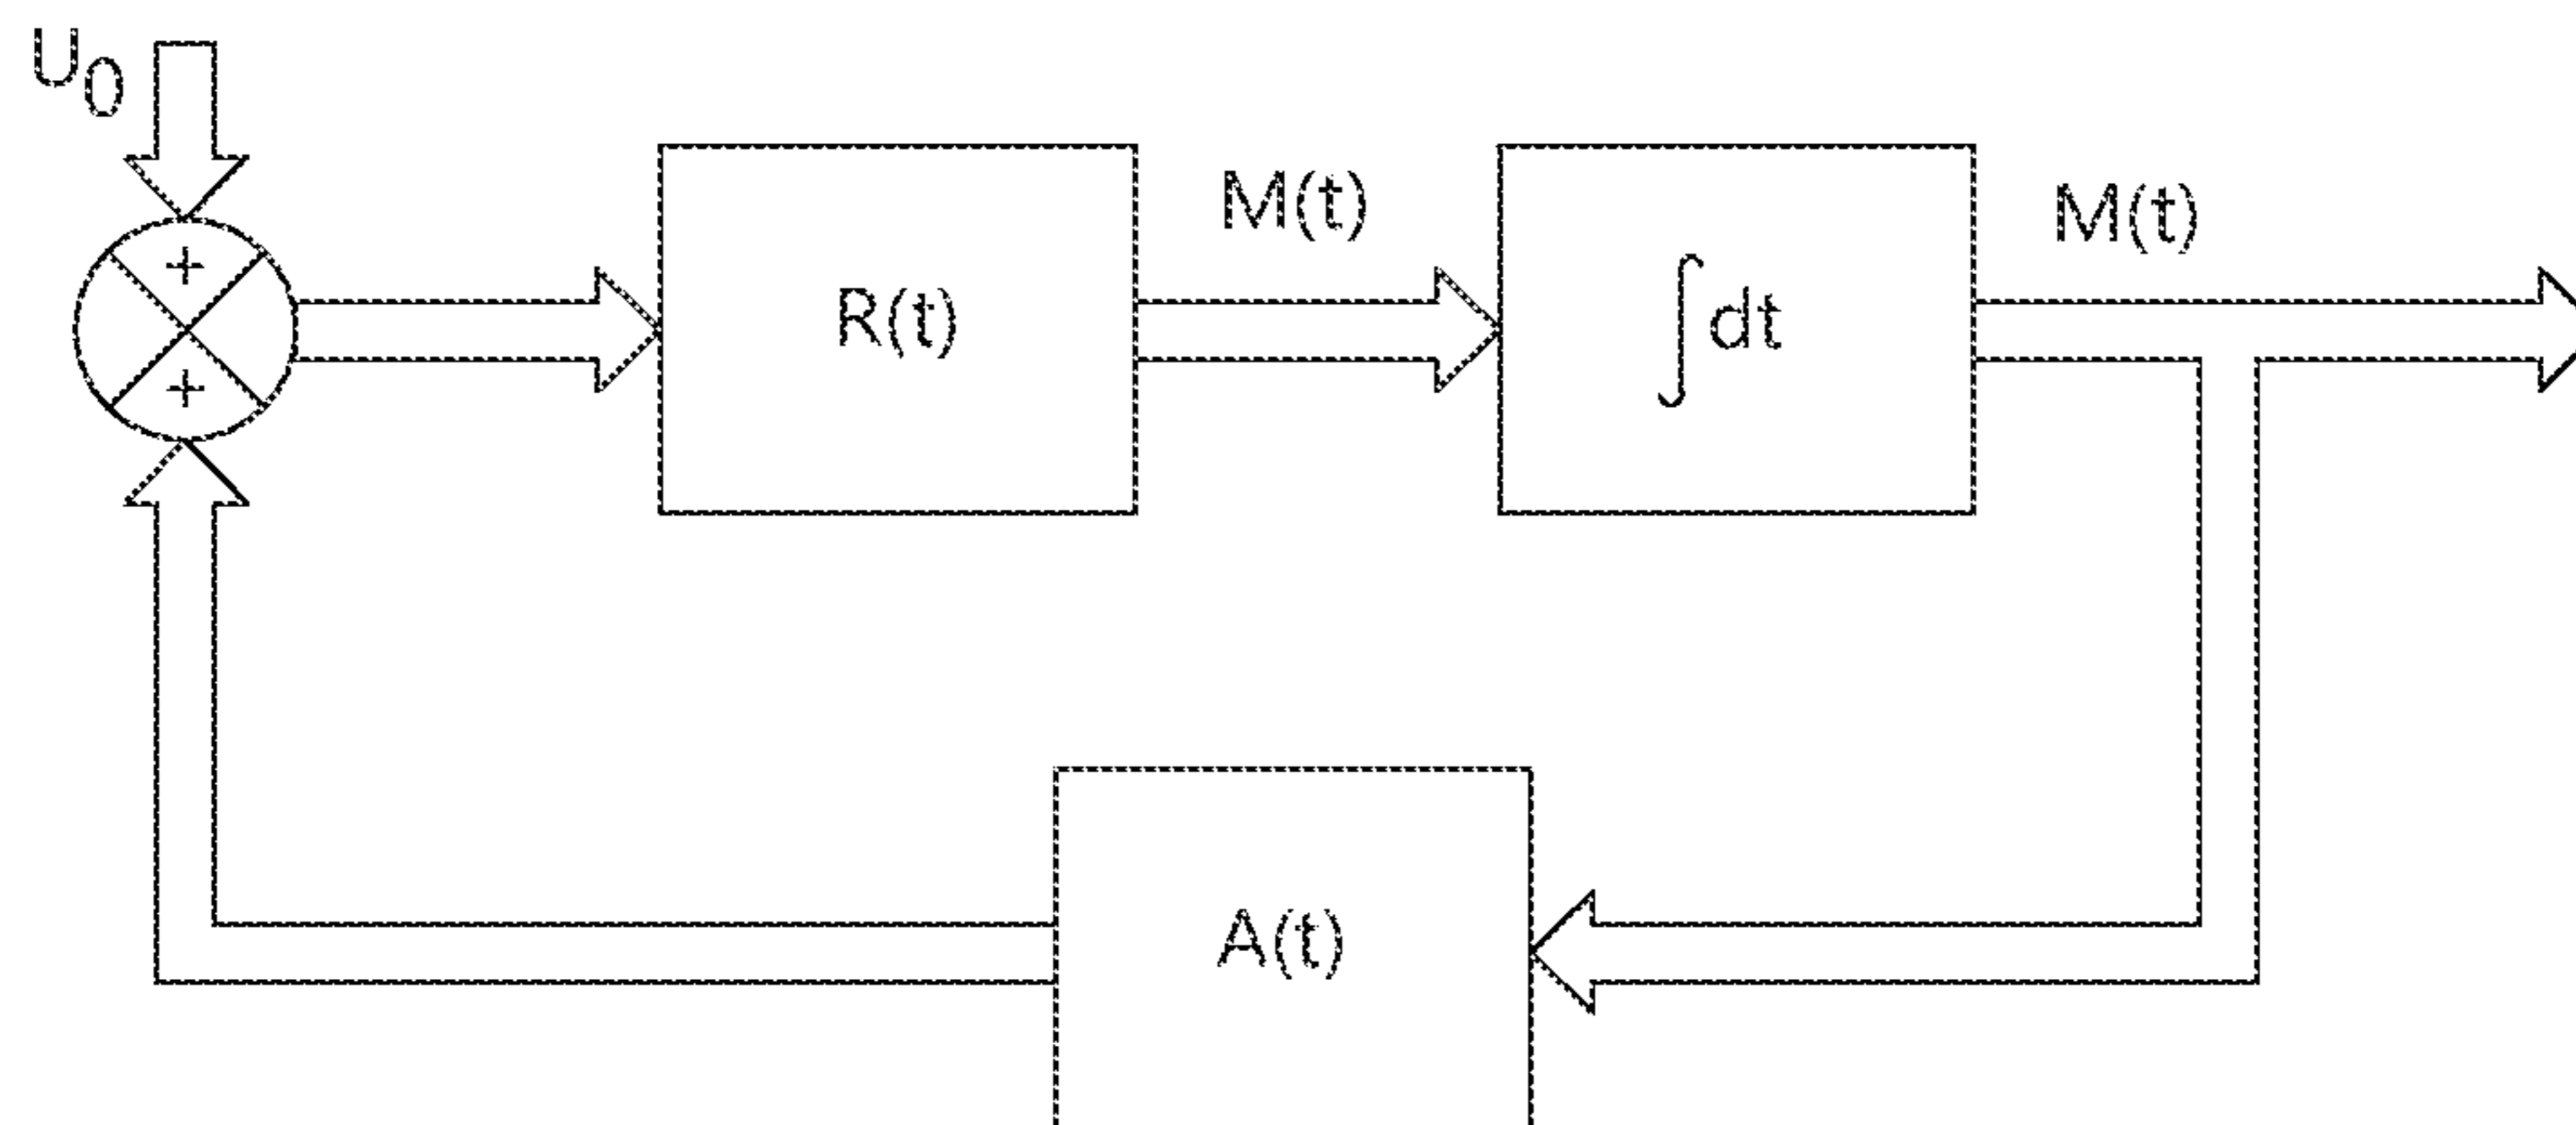 U₀
+
+
R(t)
M(t)
∫dt
M(t)
A(t)